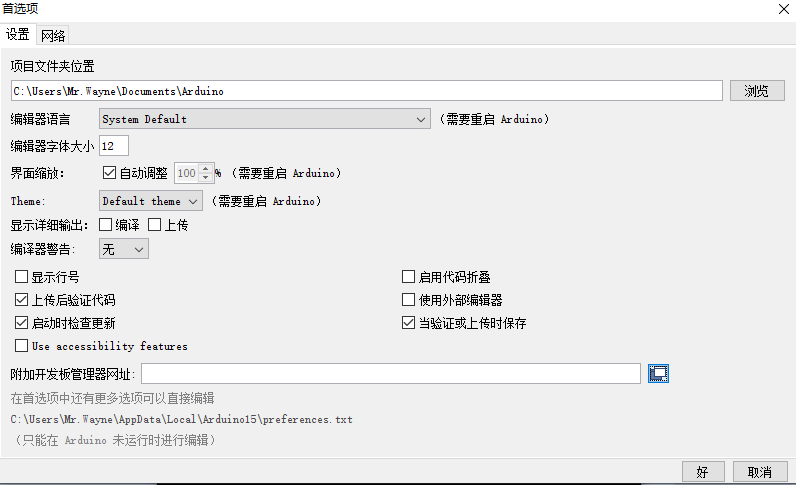 首选项
设置 网络
项目文件夹位置
C:\Users\Mr.Wayne\Documents\Arduino 浏览
编辑器语言 System Default (需要重启 Arduino)
编辑器字体大小 12
界面缩放: 自动调整 100 % (需要重启 Arduino)
Theme: Default theme (需要重启 Arduino)
显示详细输出: 编译 上传
编译器警告: 无
显示行号 启用代码折叠
上传后验证代码 使用外部编辑器
启动时检查更新 当验证或上传时保存
Use accessibility features
附加开发板管理器网址:
在首选项中还有更多选项可以直接编辑
C:\Users\Mr.Wayne\AppData\Local\Arduino15\preferences.txt
(只能在 Arduino 未运行时进行编辑)
好 取消